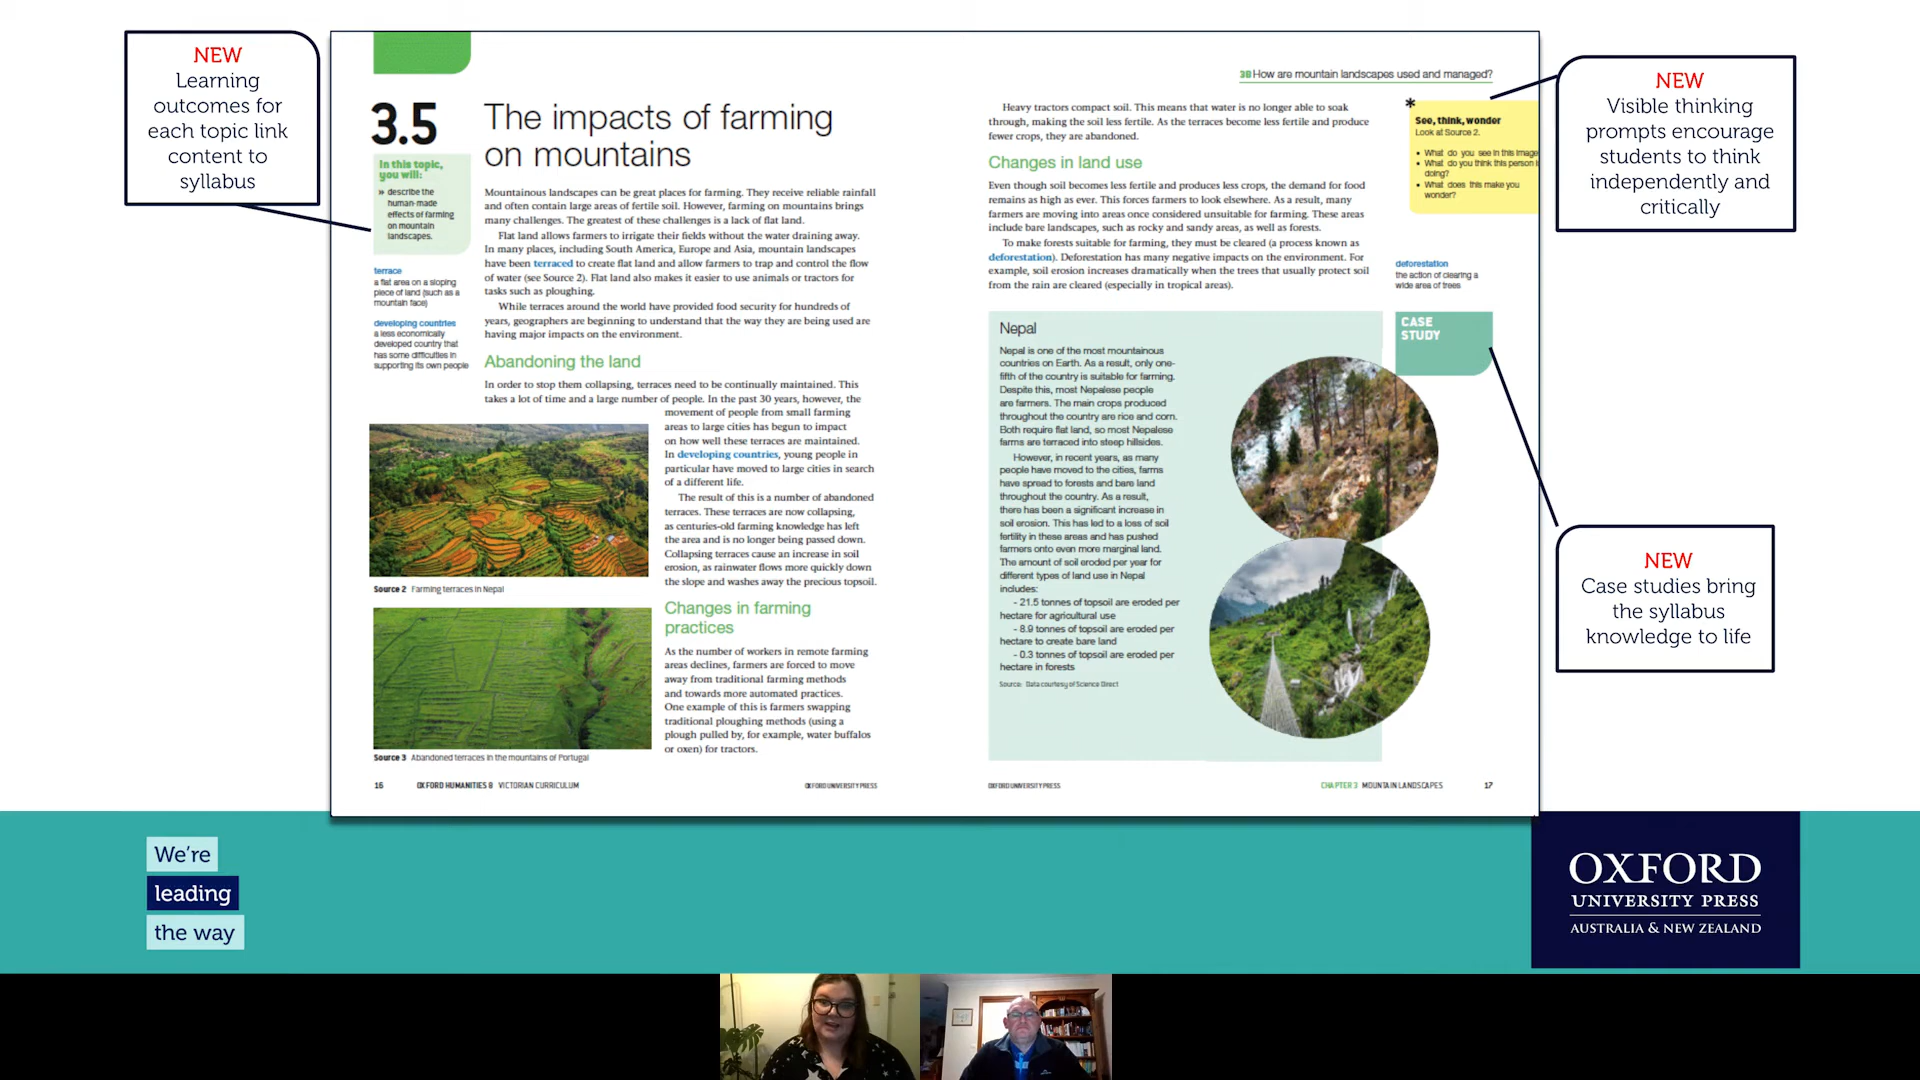 NEW
Learning
outcomes for
each topic link
content to
syllabus
3.5
The impacts of farming
on mountains
In this topic,
you will:
» describe the
human-made
effects of farming
on mountain
landscapes.
terrace
a flat area on a sloping
piece of land (such as a
mountain face)
developing countries
a less economically
developed country that
has some difficulties in
supporting its own people
Mountainous landscapes can be great places for farming. They receive reliable rainfall
and often contain large areas of fertile soil. However, farming on mountains brings
many challenges. The greatest of these challenges is a lack of flat land.
Flat land allows farmers to irrigate their fields without the water draining away.
In many places, including South America, Europe and Asia, mountain landscapes
have been terraced to create flat land and allow farmers to trap and control the flow
of water (see Source 2). Flat land also makes it easier to use animals or tractors for
tasks such as ploughing.
While terraces around the world have provided food security for hundreds of
years, geographers are beginning to understand that the way they are being used are
having major impacts on the environment.
Abandoning the land
In order to stop them collapsing, terraces need to be continually maintained. This
takes a lot of time and a large number of people. In the past 30 years, however, the
movement of people from small farming
areas to large cities has begun to impact
on how well these terraces are maintained.
In developing countries, young people in
particular have moved to large cities in search
of a different life.
The result of this is a number of abandoned
terraces. These terraces are now collapsing,
as centuries-old farming knowledge has left
the area and is no longer being passed down.
Collapsing terraces cause an increase in soil
erosion, as rainwater flows more quickly down
the slope and washes away the precious topsoil.
Changes in farming
practices
As the number of workers in remote farming
areas declines, farmers are forced to move
away from traditional farming methods
and towards more automated practices.
One example of this is farmers swapping
traditional ploughing methods (using a
plough pulled by, for example, water buffalos
or oxen) for tractors.
Source 2 Farming terraces in Nepal
Source 3 Abandoned terraces in the mountains of Portugal
16 OXFORD HUMANITIES 8 VICTORIAN CURRICULUM OXFORD UNIVERSITY PRESS
3B How are mountain landscapes used and managed?
Heavy tractors compact soil. This means that water is no longer able to soak
through, making the soil less fertile. As the terraces become less fertile and produce
fewer crops, they are abandoned.
Changes in land use
Even though soil becomes less fertile and produces less crops, the demand for food
remains as high as ever. This forces farmers to look elsewhere. As a result, many
farmers are moving into areas once considered unsuitable for farming. These areas
include bare landscapes, such as rocky and sandy areas, as well as forests.
To make forests suitable for farming, they must be cleared (a process known as
deforestation). Deforestation has many negative impacts on the environment. For
example, soil erosion increases dramatically when the trees that usually protect soil
from the rain are cleared (especially in tropical areas).
*
See, think, wonder
Look at Source 2.
• What do you see in this image
• What do you think this person i
doing?
• What does this make you
wonder?
deforestation
the action of clearing a
wide area of trees
CASE
STUDY
Nepal
Nepal is one of the most mountainous
countries on Earth. As a result, only one-
fifth of the country is suitable for farming.
Despite this, most Nepalese people
are farmers. The main crops produced
throughout the country are rice and corn.
Both require flat land, so most Nepalese
farms are terraced into steep hillsides.
However, in recent years, as many
people have moved to the cities, farms
have spread to forests and bare land
throughout the country. As a result,
there has been a significant increase in
soil erosion. This has led to a loss of soil
fertility in these areas and has pushed
farmers onto even more marginal land.
The amount of soil eroded per year for
different types of land use in Nepal
includes:
- 21.5 tonnes of topsoil are eroded per
hectare for agricultural use
- 8.9 tonnes of topsoil are eroded per
hectare to create bare land
- 0.3 tonnes of topsoil are eroded per
hectare in forests
Source: Data courtesy of Science Direct
OXFORD UNIVERSITY PRESS CHAPTER 3 MOUNTAIN LANDSCAPES 17
NEW
Visible thinking
prompts encourage
students to think
independently and
critically
NEW
Case studies bring
the syllabus
knowledge to life
We're
leading
the way
OXFORD
UNIVERSITY PRESS
AUSTRALIA & NEW ZEALAND